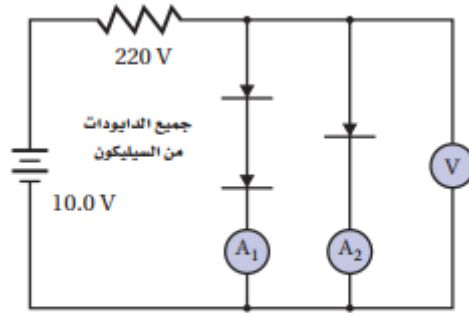 220 V
جميع الدايودات
من السيليكون
V
10.0 V
A1
A2